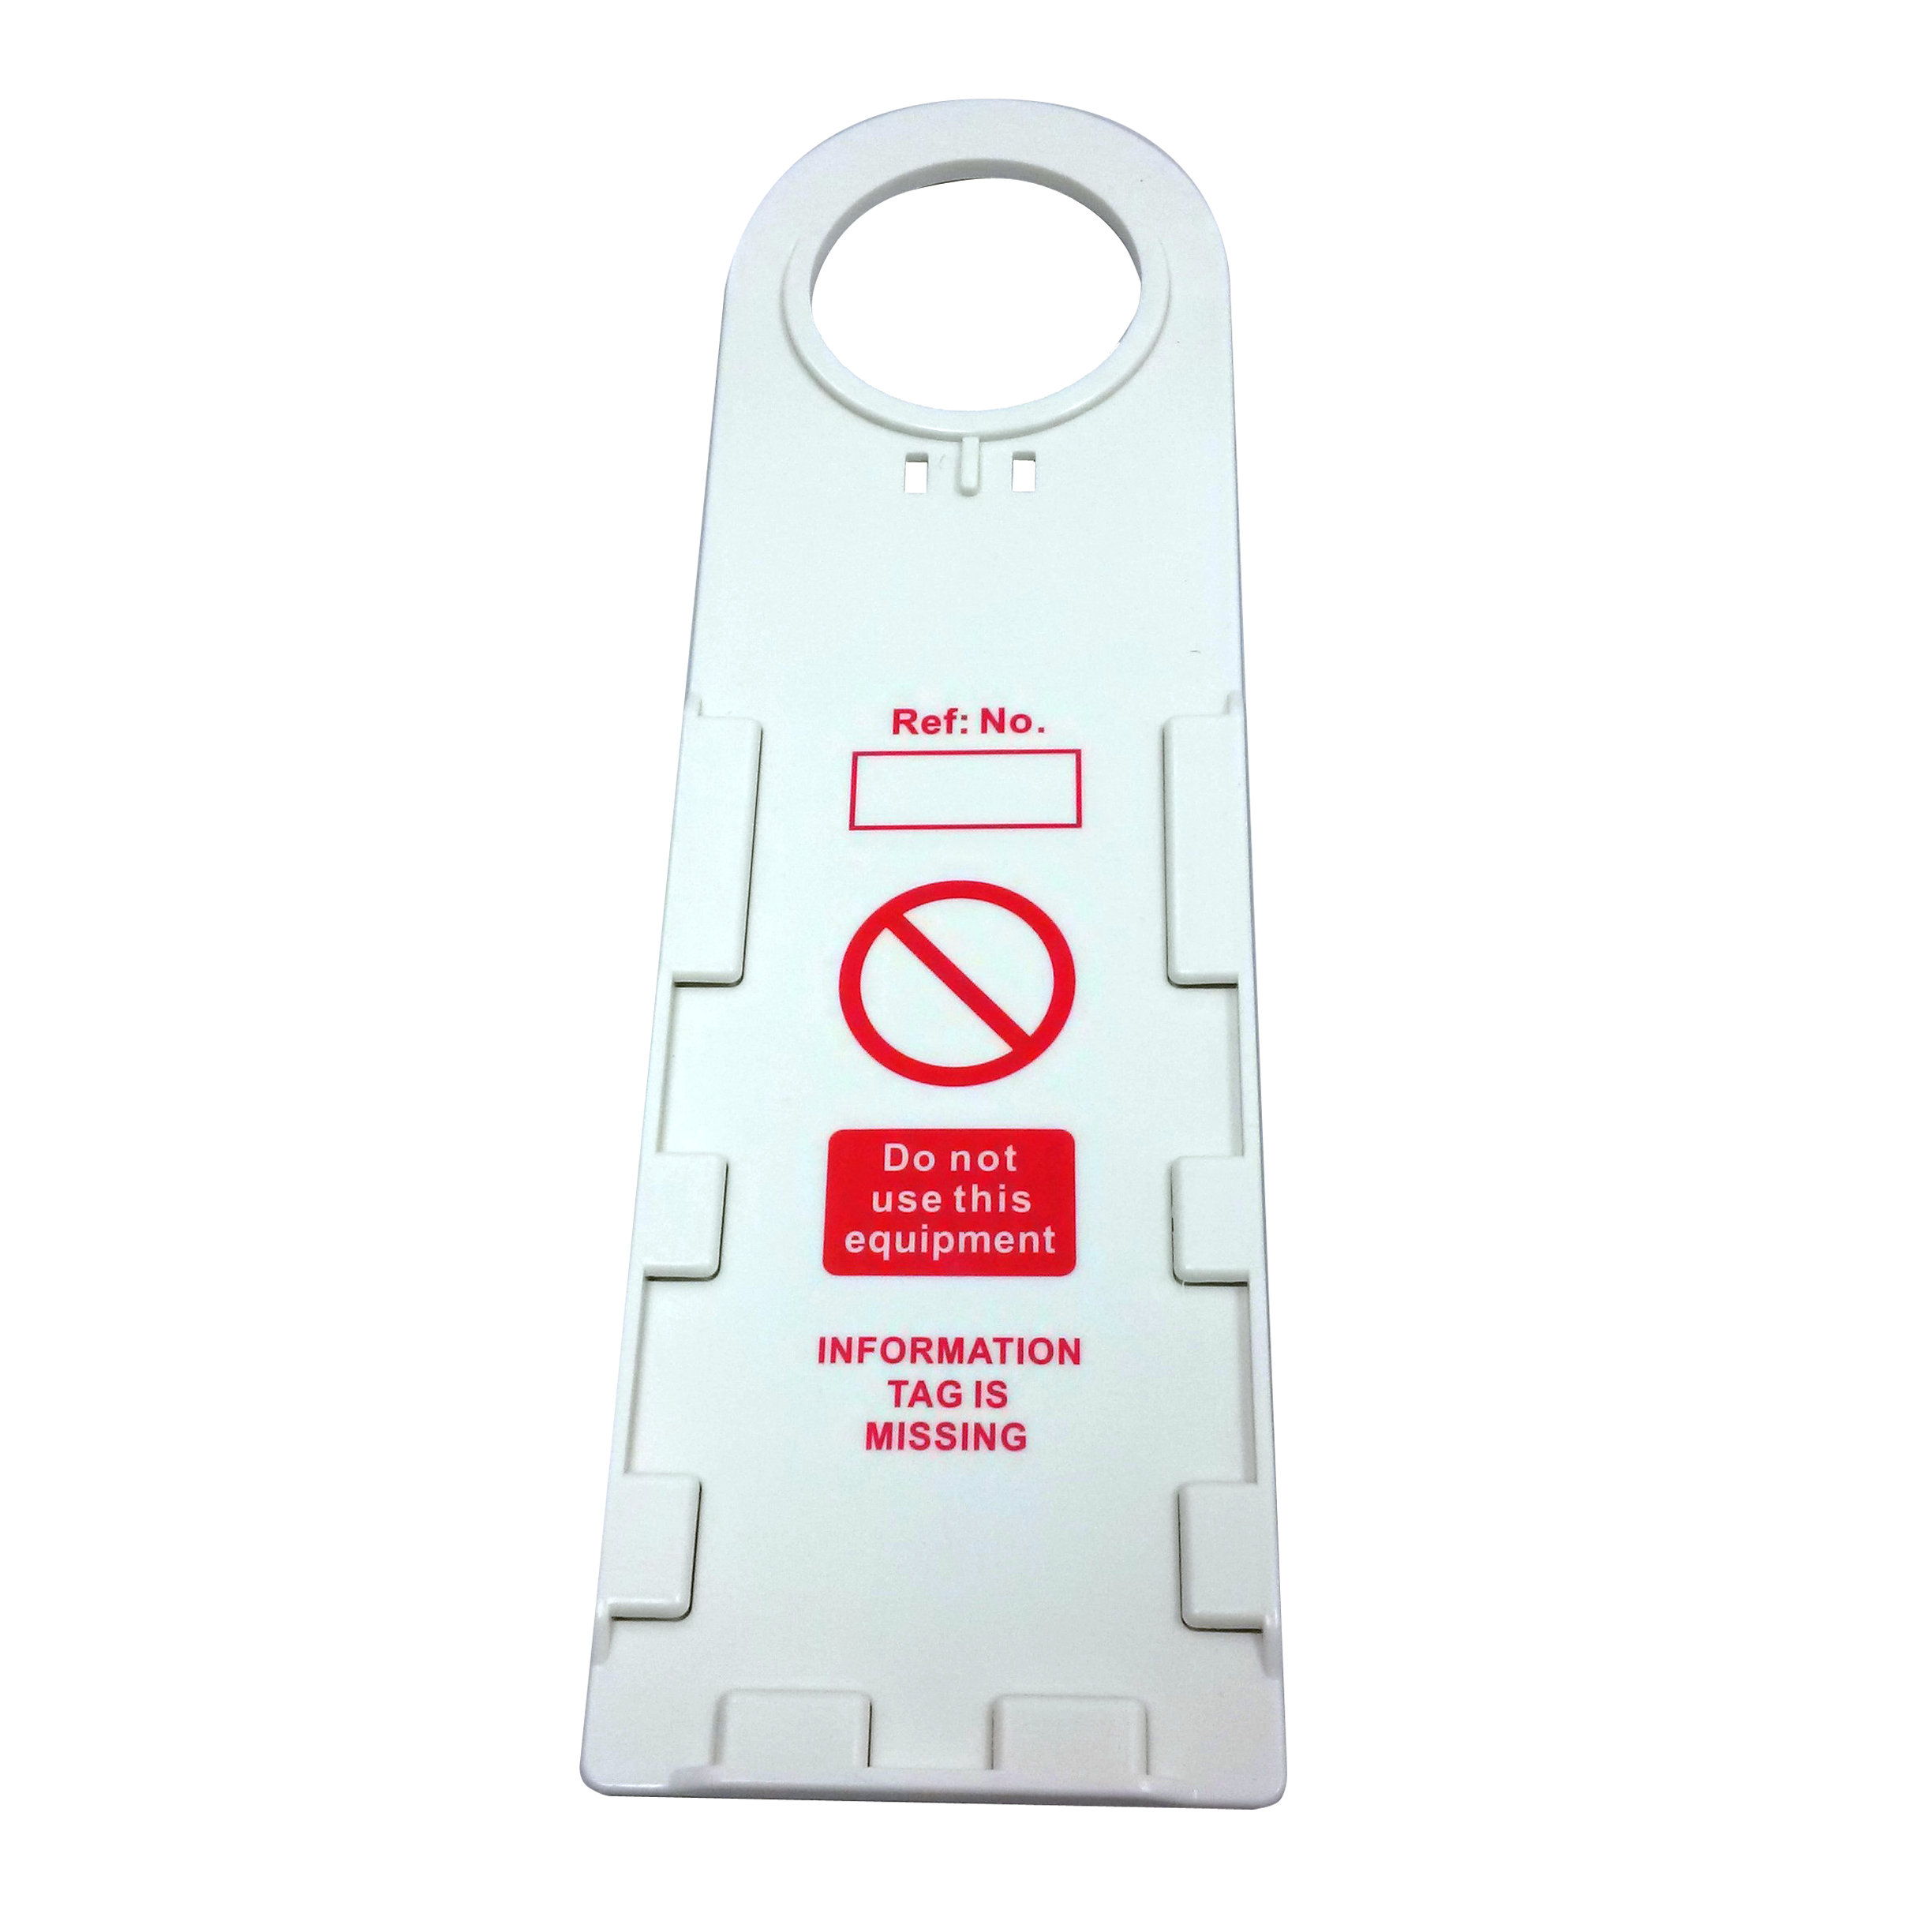 Ref: No.
Do not
use this
equipment
INFORMATION
TAG IS
MISSING